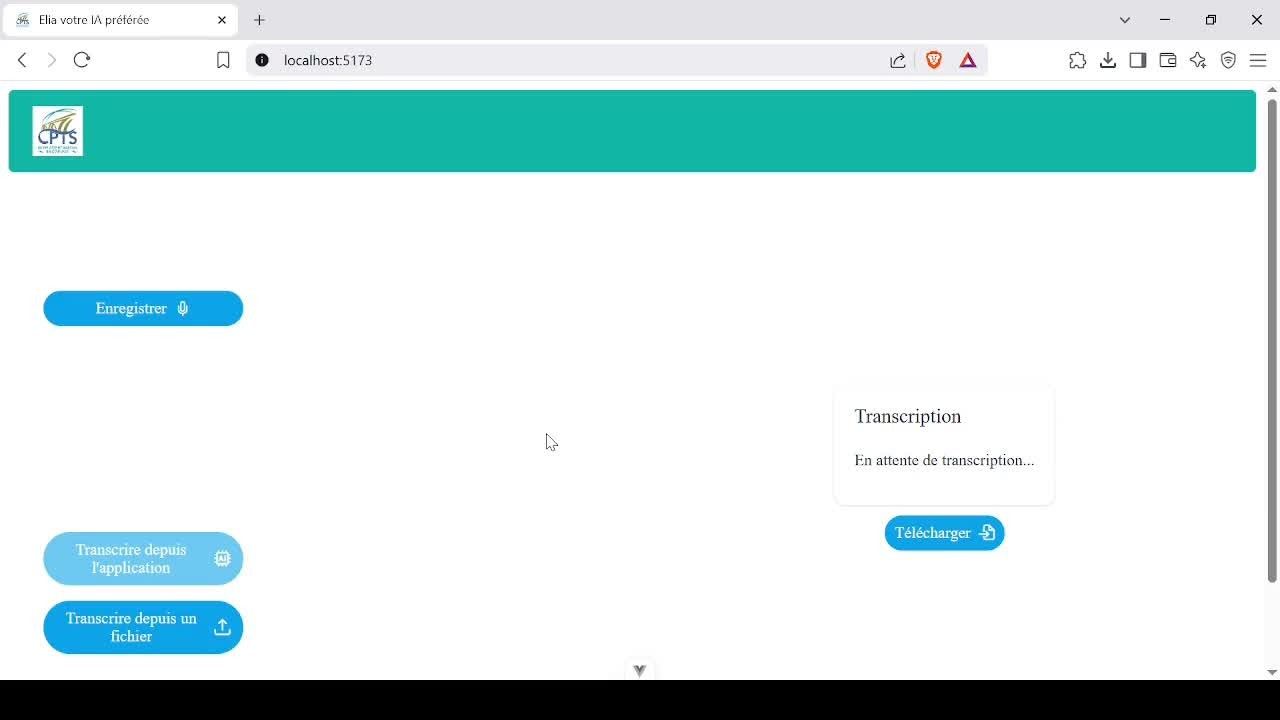 Elia votre IA préférée
localhost:5173
CPTS
Enregistrer
Transcription
En attente de transcription...
Télécharger
Transcrire depuis
l'application
AI
Transcrire depuis un
fichier